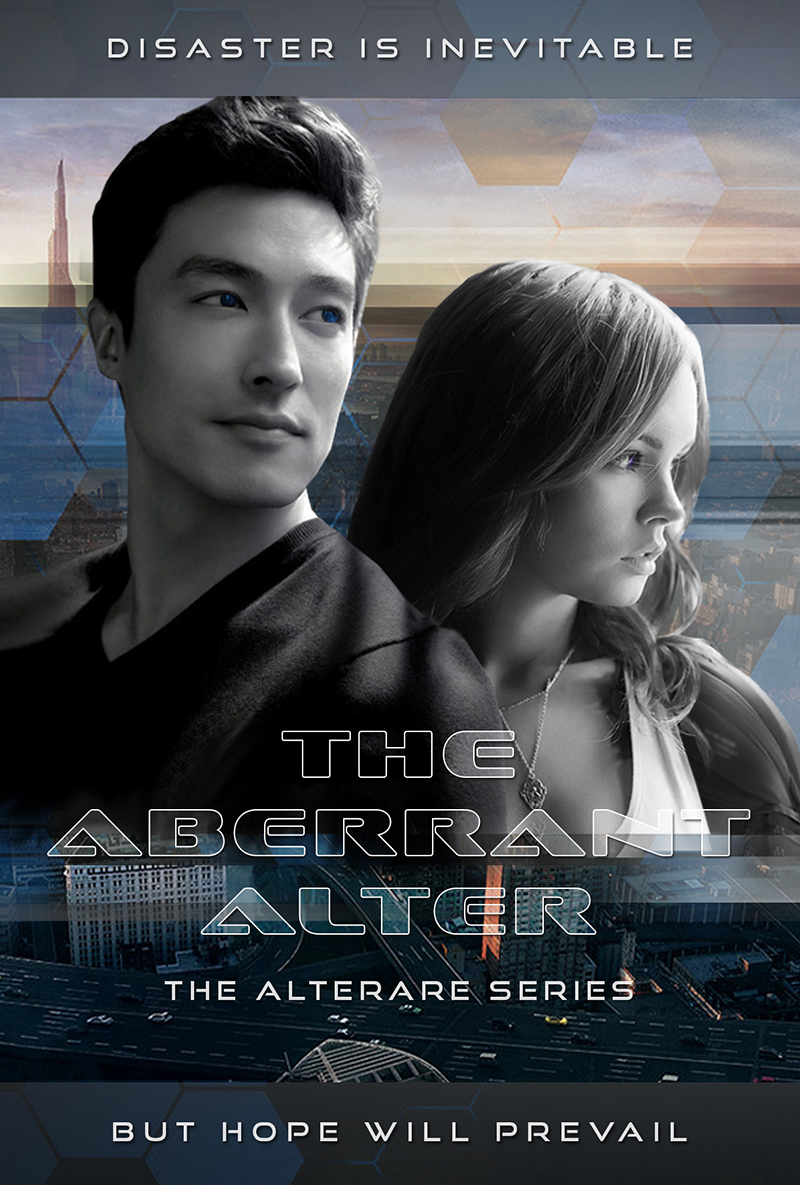 DISASTER IS INEVITABLE
THE
ABERRANT
ALTER
THE ALTERARE SERIES
BUT HOPE WILL PREVAIL